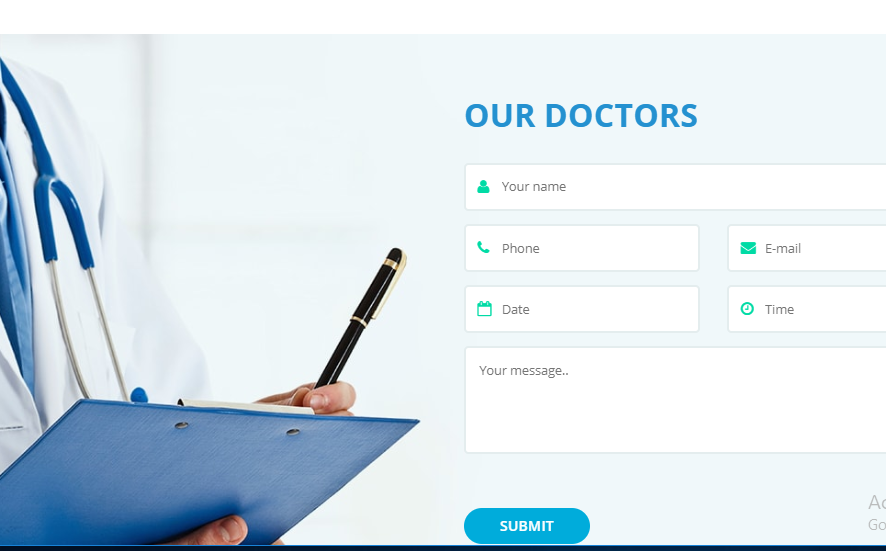 OUR DOCTORS
Your name
Phone
E-mail
Date
Time
Your message..
SUBMIT